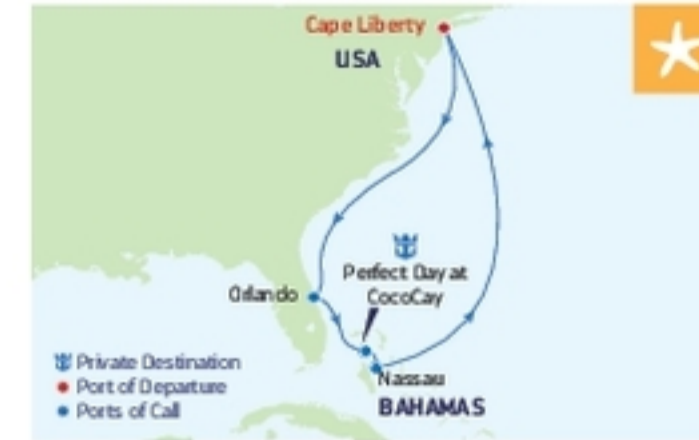 Cape Liberty
USA
Perfect Day at
CocoCay
Orlando
Private Destination
Port of Departure
Ports of Call
Nassau
BAHAMAS